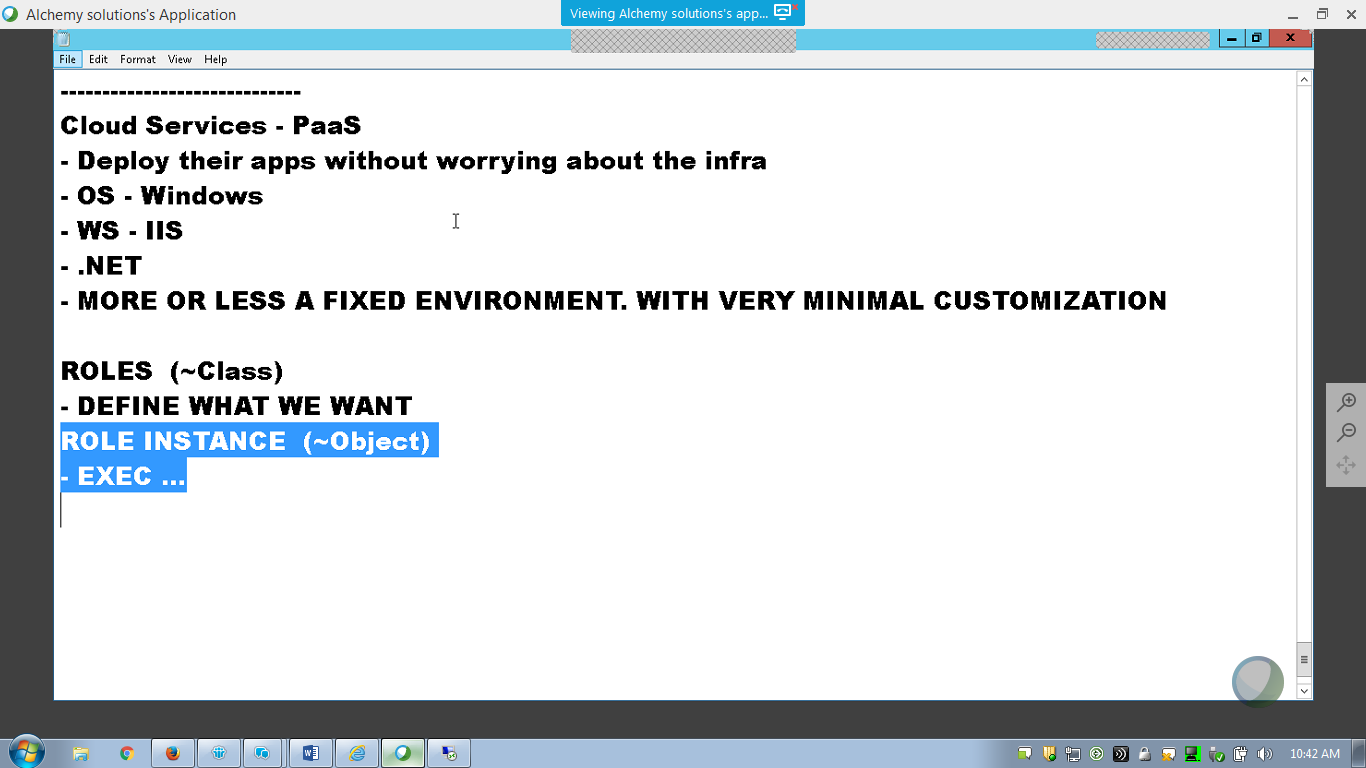 Alchemy solutions's Application
Viewing Alchemy solutions's app...
File Edit Format View Help
-----------------------------
Cloud Services - PaaS
- Deploy their apps without worrying about the infra
- OS - Windows
- WS - IIS
- .NET
- MORE OR LESS A FIXED ENVIRONMENT. WITH VERY MINIMAL CUSTOMIZATION
ROLES (~Class)
- DEFINE WHAT WE WANT
ROLE INSTANCE (~Object)
- EXEC ...
10:42 AM